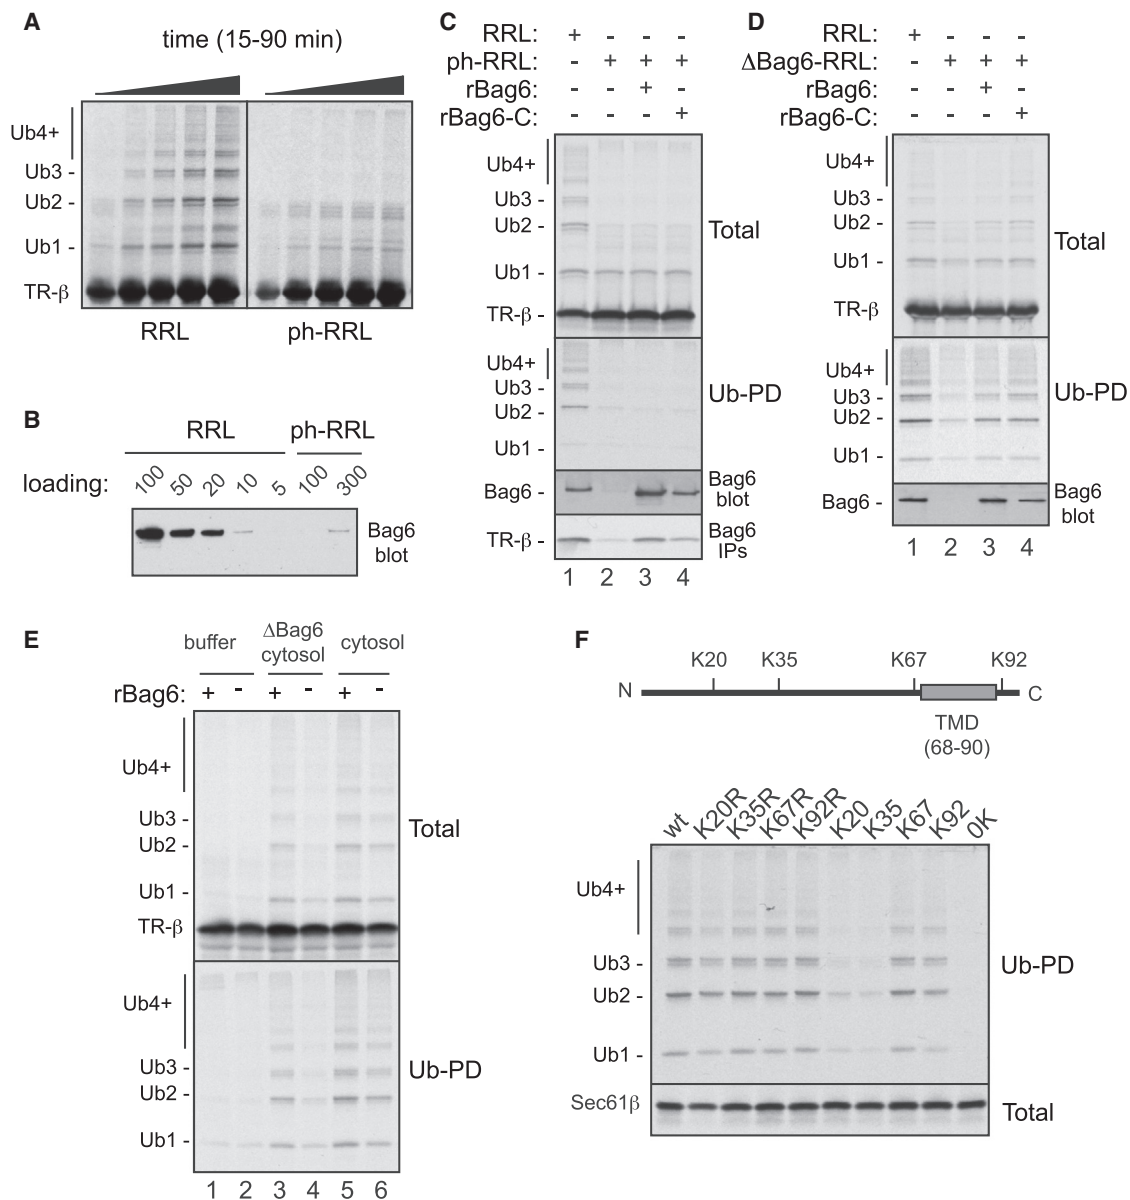 A
time (15-90 min)
Ub4+
Ub3 -
Ub2 -
Ub1 -
TR-β
RRL
ph-RRL
B
RRL
ph-RRL
loading:
100
50
20
10
5
100
300
Bag6
blot
C
RRL: + - - -
ph-RRL: - + + +
rBag6: - - + -
rBag6-C: - - - +
Ub4+
Ub3 -
Ub2 -
Ub1 -
TR-β -
Total
Ub4+
Ub3 -
Ub2 -
Ub1 -
Ub-PD
Bag6 -
Bag6
blot
TR-β -
Bag6
IPs
1 2 3 4
D
RRL: + - - -
ΔBag6-RRL: - + + +
rBag6: - - + -
rBag6-C: - - - +
Ub4+
Ub3 -
Ub2 -
Ub1 -
TR-β
Total
Ub4+
Ub3 -
Ub2 -
Ub1 -
Ub-PD
Bag6 -
Bag6
blot
1 2 3 4
E
buffer
ΔBag6
cytosol
cytosol
rBag6: + - + - + -
Ub4+
Ub3 -
Ub2 -
Ub1 -
TR-β
Total
Ub4+
Ub3 -
Ub2 -
Ub1 -
Ub-PD
1 2 3 4 5 6
F
K20
K35
K67
K92
N
C
TMD
(68-90)
wt
K20R
K35R
K67R
K92R
K20
K35
K67
K92
0K
Ub4+
Ub3 -
Ub2 -
Ub1 -
Ub-PD
Sec61β
Total